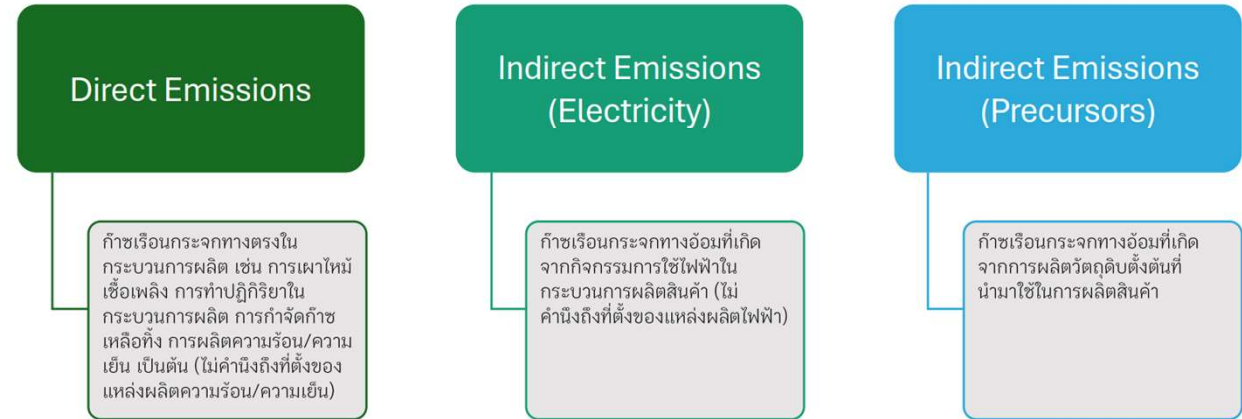 Direct Emissions
ก๊าซเรือนกระจกทางตรงใน
กระบวนการผลิต เช่น การเผาไหม้
เชื้อเพลิง การทำปฏิกิริยาใน
กระบวนการผลิต การกำจัดก๊าซ
เหลือทิ้ง การผลิตความร้อน/ความ
เย็น เป็นต้น (ไม่คำนึงถึงที่ตั้งของ
แหล่งผลิตความร้อน/ความเย็น)
Indirect Emissions
(Electricity)
ก๊าซเรือนกระจกทางอ้อมที่เกิด
จากกิจกรรมการใช้ไฟฟ้าใน
กระบวนการผลิตสินค้า (ไม่
คำนึงถึงที่ตั้งของแหล่งผลิตไฟฟ้า)
Indirect Emissions
(Precursors)
ก๊าซเรือนกระจกทางอ้อมที่เกิด
จากการผลิตวัตถุดิบตั้งต้นที่
นำมาใช้ในการผลิตสินค้า